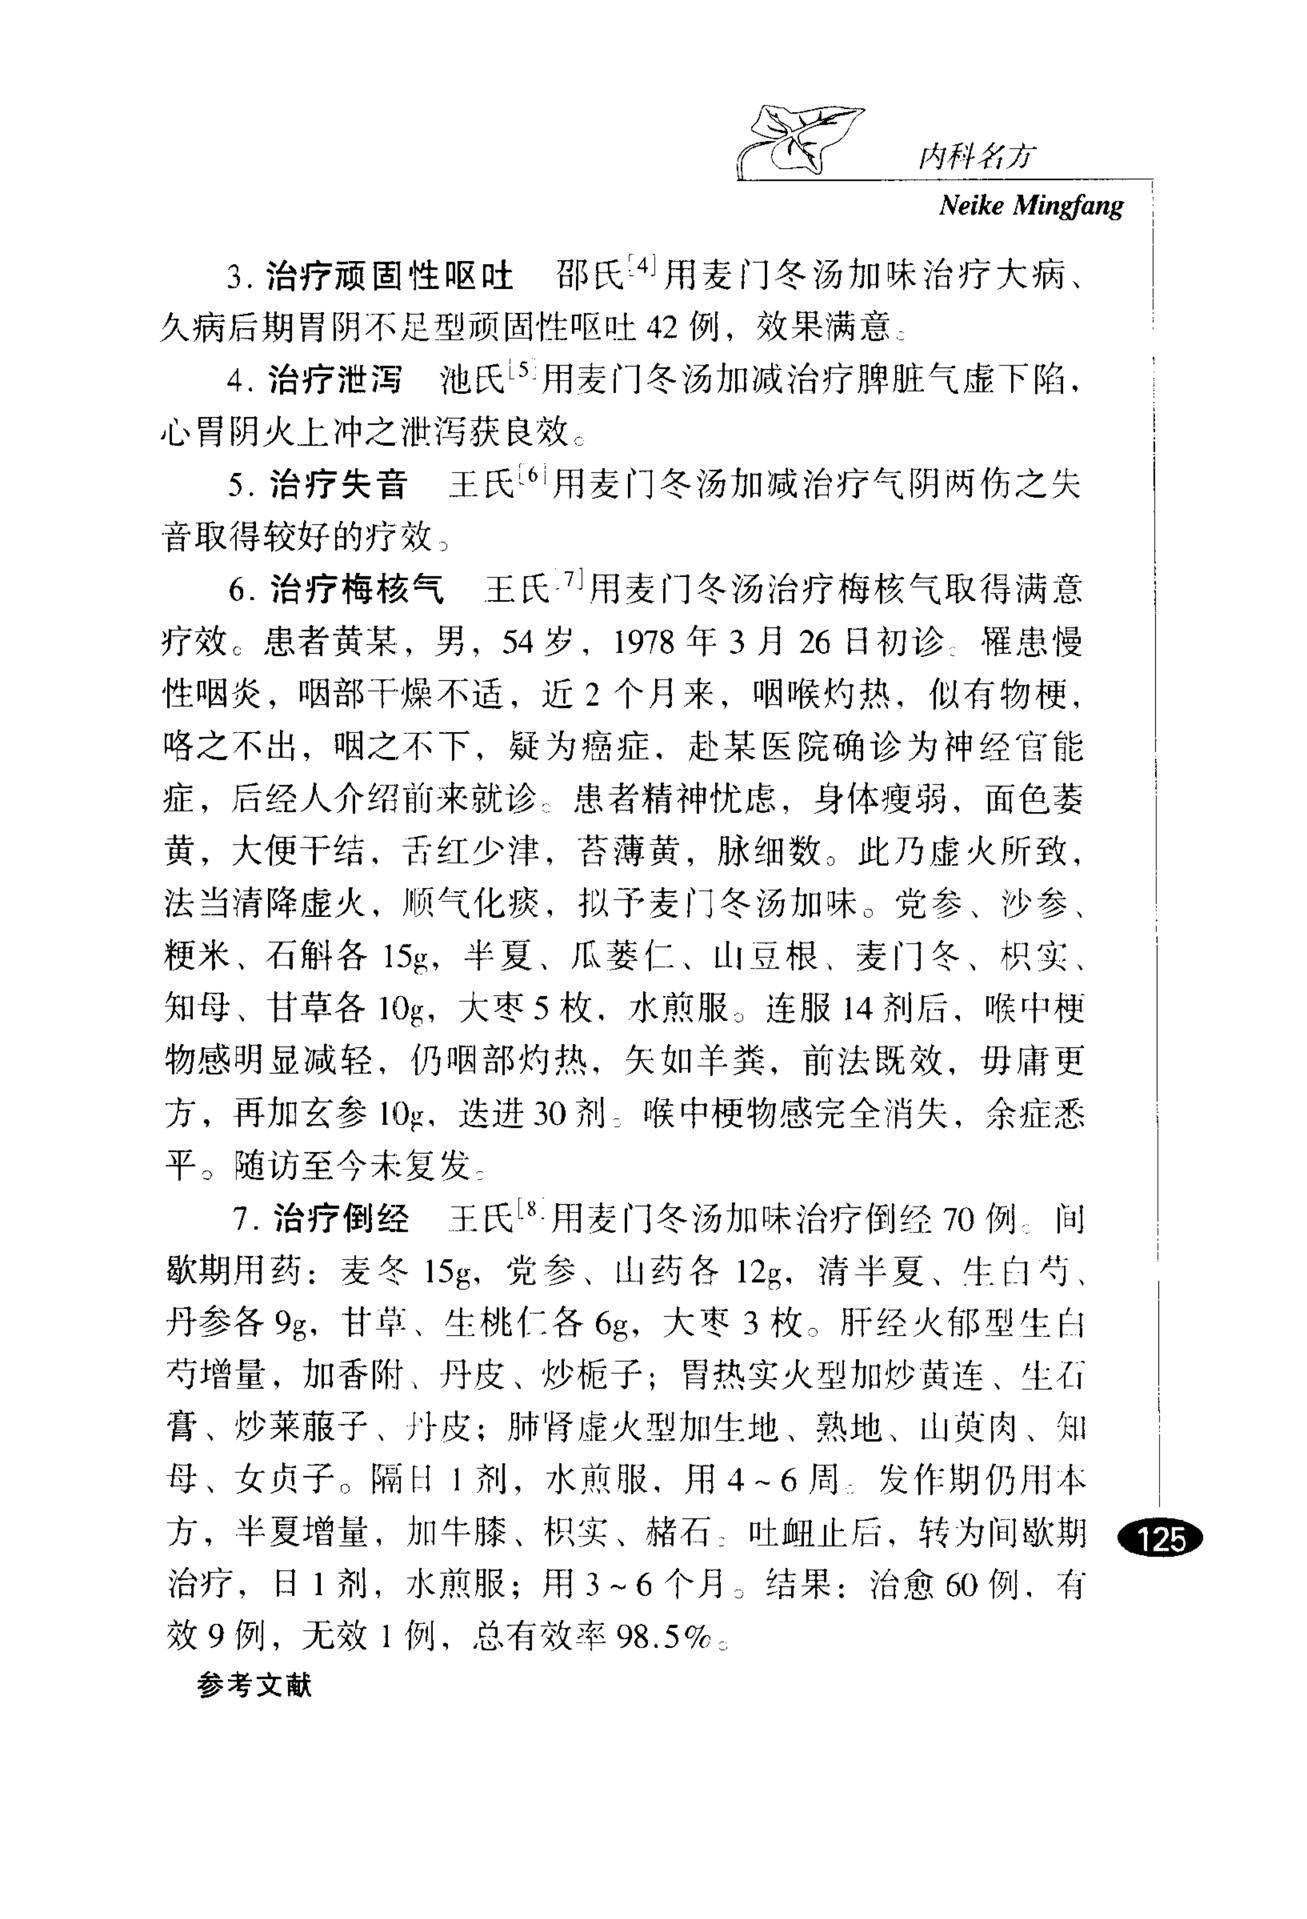 内科名方
Neike Mingfang
3. 治疗顽固性呕吐　邵氏[4]用麦门冬汤加味治疗大病、
久病后期胃阴不足型顽固性呕吐 42 例，效果满意。
4. 治疗泄泻　池氏[5]用麦门冬汤加减治疗脾脏气虚下陷，
心胃阴火上冲之泄泻获良效。
5. 治疗失音　王氏[6]用麦门冬汤加减治疗气阴两伤之失
音取得较好的疗效。
6. 治疗梅核气　王氏[7]用麦门冬汤治疗梅核气取得满意
疗效。患者黄某，男，54 岁，1978 年 3 月 26 日初诊。罹患慢
性咽炎，咽部干燥不适，近 2 个月来，咽喉灼热，似有物梗，
咯之不出，咽之不下，疑为癌症，赴某医院确诊为神经官能
症，后经人介绍前来就诊。患者精神忧虑，身体瘦弱，面色萎
黄，大便干结，舌红少津，苔薄黄，脉细数。此乃虚火所致，
法当清降虚火，顺气化痰，拟予麦门冬汤加味。党参、沙参、
粳米、石斛各 15g，半夏、瓜蒌仁、山豆根、麦门冬、枳实、
知母、甘草各 10g，大枣 5 枚，水煎服。连服 14 剂后，喉中梗
物感明显减轻，仍咽部灼热，矢如羊粪，前法既效，毋庸更
方，再加玄参 10g，迭进 30 剂。喉中梗物感完全消失，余症悉
平。随访至今未复发。
7. 治疗倒经　王氏[8]用麦门冬汤加味治疗倒经 70 例。间
歇期用药：麦冬 15g，党参、山药各 12g，清半夏、生白芍、
丹参各 9g，甘草、生桃仁各 6g，大枣 3 枚。肝经火郁型生白
芍增量，加香附、丹皮、炒栀子；胃热实火型加炒黄连、生石
膏、炒莱菔子、丹皮；肺肾虚火型加生地、熟地、山萸肉、知
母、女贞子。隔日 1 剂，水煎服，用 4～6 周。发作期仍用本
方，半夏增量，加牛膝、枳实、赭石。吐衄止后，转为间歇期
治疗，日 1 剂，水煎服；用 3～6 个月。结果：治愈 60 例，有
效 9 例，无效 1 例，总有效率 98.5%。
参考文献
125